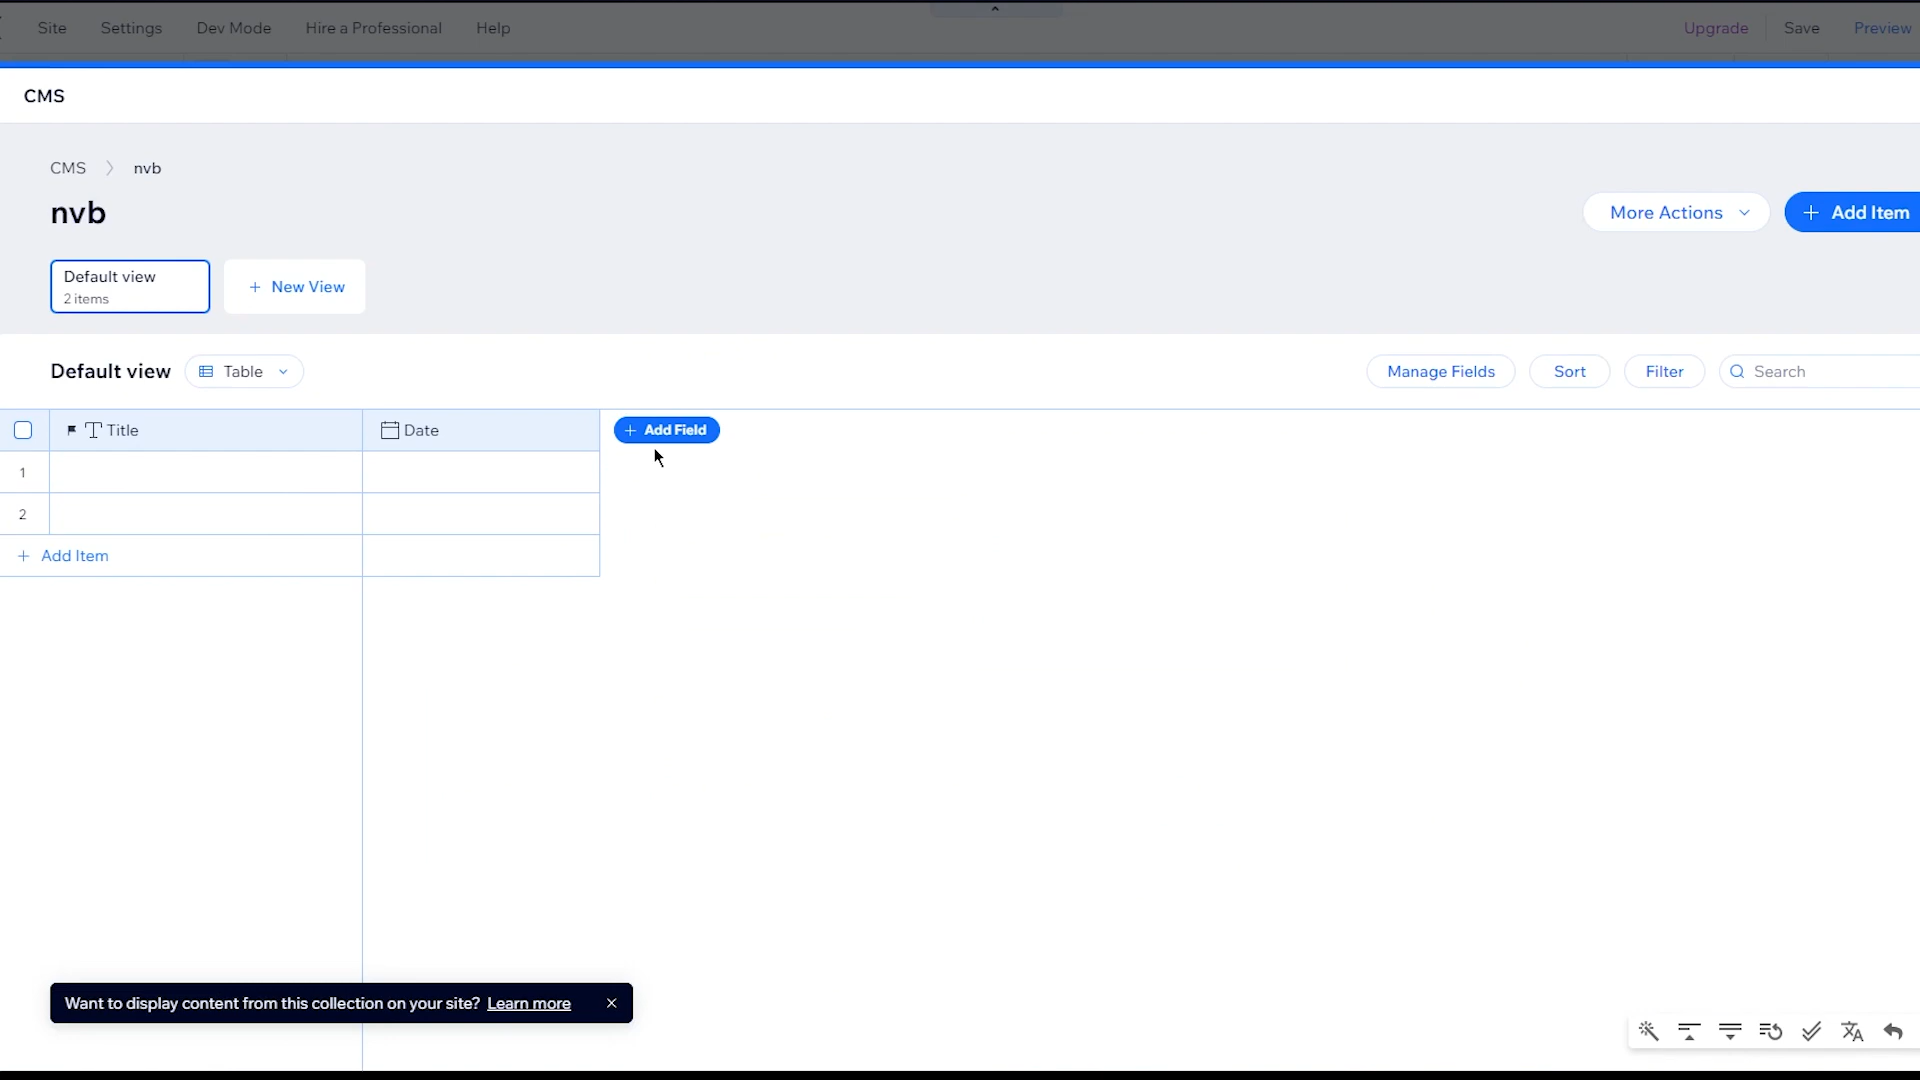 Site Settings Dev Mode Hire a Professional Help Upgrade Save Preview
CMS
CMS nvb
nvb
More Actions
+ Add Item
Default view
2 items
+ New View
Default view
Table
Manage Fields
Sort
Filter
Search
Title
Date
+ Add Field
1
2
+ Add Item
Want to display content from this collection on your site? Learn more